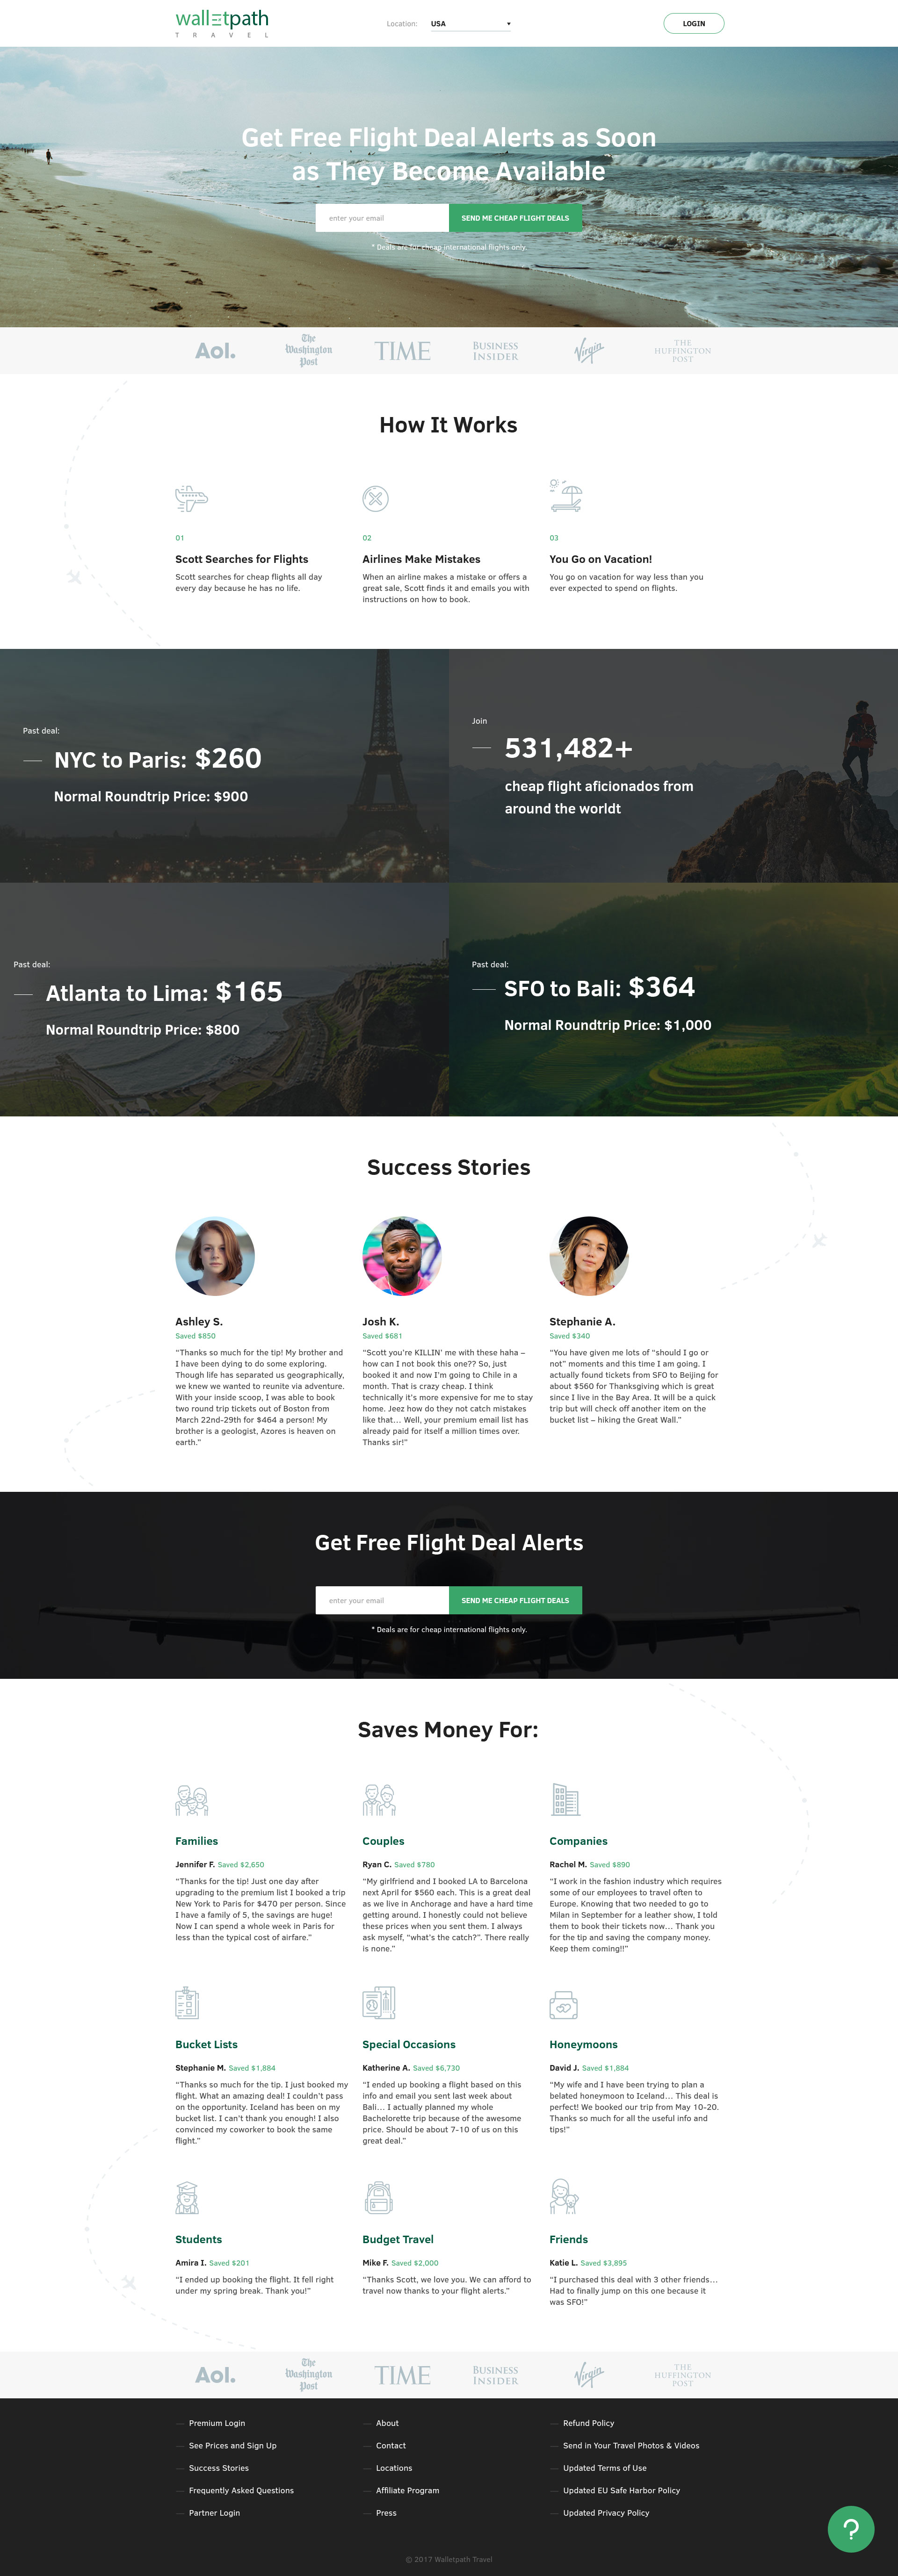 walletpath
TRAVEL
Location: USA
LOGIN
Get Free Flight Deal Alerts as Soon
as They Become Available
enter your email
SEND ME CHEAP FLIGHT DEALS
* Deals are for cheap international flights only.
Aol.
The
Washington
Post
TIME
BUSINESS
INSIDER
Virgin
THE
HUFFINGTON
POST
How It Works
01
Scott Searches for Flights
Scott searches for cheap flights all day
every day because he has no life.
02
Airlines Make Mistakes
When an airline makes a mistake or offers a
great sale, Scott finds it and emails you with
instructions on how to book.
03
You Go on Vacation!
You go on vacation for way less than you
ever expected to spend on flights.
Past deal:
NYC to Paris: $260
Normal Roundtrip Price: $900
Join
531,482+
cheap flight aficionados from
around the worldt
Past deal:
Atlanta to Lima: $165
Normal Roundtrip Price: $800
Past deal:
SFO to Bali: $364
Normal Roundtrip Price: $1,000
Success Stories
Ashley S.
Saved $850
“Thanks so much for the tip! My brother and
I have been dying to do some exploring.
Though life has separated us geographically,
we knew we wanted to reunite via adventure.
With your inside scoop, I was able to book
two round trip tickets out of Boston from
March 22nd-29th for $464 a person! My
brother is a geologist, Azores is heaven on
earth.”
Josh K.
Saved $681
“Scott you’re KILLIN’ me with these haha –
how can I not book this one?? So, just
booked it and now I’m going to Chile in a
month. That is crazy cheap. I think
technically it’s more expensive for me to stay
home. Jeez how do they not catch mistakes
like that… Well, your premium email list has
already paid for itself a million times over.
Thanks sir!”
Stephanie A.
Saved $340
“You have given me lots of “should I go or
not” moments and this time I am going. I
actually found tickets from SFO to Beijing for
about $560 for Thanksgiving which is great
since I live in the Bay Area. It will be a quick
trip but will check off another item on the
bucket list – hiking the Great Wall.”
Get Free Flight Deal Alerts
enter your email
SEND ME CHEAP FLIGHT DEALS
* Deals are for cheap international flights only.
Saves Money For:
Families
Jennifer F. Saved $2,650
“Thanks for the tip! Just one day after
upgrading to the premium list I booked a trip
New York to Paris for $470 per person. Since
I have a family of 5, the savings are huge!
Now I can spend a whole week in Paris for
less than the typical cost of airfare.”
Couples
Ryan C. Saved $780
“My girlfriend and I booked LA to Barcelona
next April for $560 each. This is a great deal
as we live in Anchorage and have a hard time
getting around. I honestly could not believe
these prices when you sent them. I always
ask myself, “what’s the catch?”. There really
is none.”
Companies
Rachel M. Saved $890
“I work in the fashion industry which requires
some of our employees to travel often to
Europe. Knowing that two needed to go to
Milan in September for a leather show, I told
them to book their tickets now… Thank you
for the tip and saving the company money.
Keep them coming!!”
Bucket Lists
Stephanie M. Saved $1,884
“Thanks so much for the tip. I just booked my
flight. What an amazing deal! I couldn’t pass
on the opportunity. Iceland has been on my
bucket list. I can’t thank you enough! I also
convinced my coworker to book the same
flight.”
Special Occasions
Katherine A. Saved $6,730
“I ended up booking a flight based on this
info and email you sent last week about
Bali… I actually planned my whole
Bachelorette trip because of the awesome
price. Should be about 7-10 of us on this
great deal.”
Honeymoons
David J. Saved $1,884
“My wife and I have been trying to plan a
belated honeymoon to Iceland… This deal is
perfect! We booked our trip from May 10-20.
Thanks so much for all the useful info and
tips!”
Students
Amira I. Saved $201
“I ended up booking the flight. It fell right
under my spring break. Thank you!”
Budget Travel
Mike F. Saved $2,000
“Thanks Scott, we love you. We can afford to
travel now thanks to your flight alerts.”
Friends
Katie L. Saved $3,895
“I purchased this deal with 3 other friends…
Had to finally jump on this one because it
was SFO!”
Aol.
The
Washington
Post
TIME
BUSINESS
INSIDER
Virgin
THE
HUFFINGTON
POST
Premium Login
See Prices and Sign Up
Success Stories
Frequently Asked Questions
Partner Login
About
Contact
Locations
Affiliate Program
Press
Refund Policy
Send in Your Travel Photos & Videos
Updated Terms of Use
Updated EU Safe Harbor Policy
Updated Privacy Policy
?
© 2017 Walletpath Travel